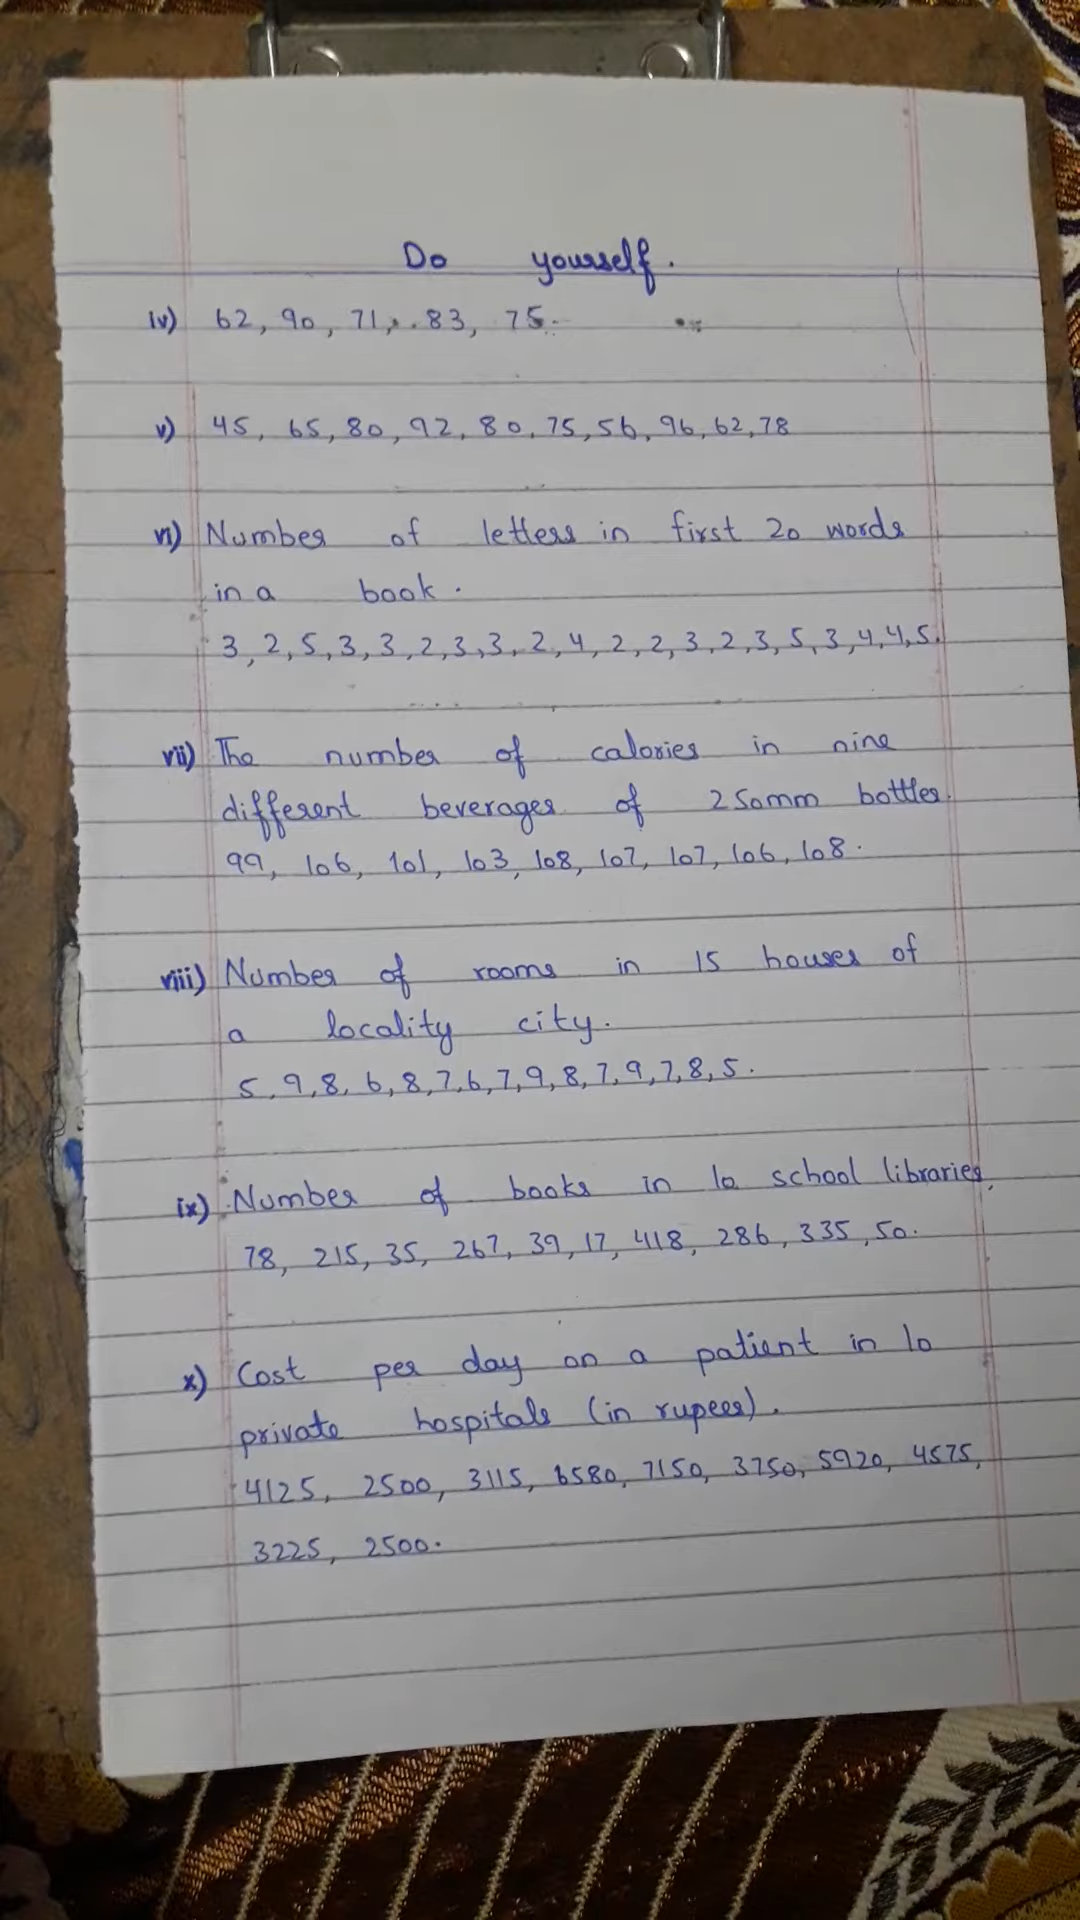 Do yourself.
iv) 62, 90, 71, 83, 75.
v) 45, 65, 80, 92, 80, 75, 56, 96, 62, 78
vi) Number of letters in first 20 words
in a book.
3, 2, 5, 3, 3, 2, 3, 3, 2, 4, 2, 2, 3, 2, 3, 5, 3, 4, 4, 5.
vii) The number of calories in nine
different beverages of 250mm bottles.
99, 106, 101, 103, 108, 107, 107, 106, 108.
viii) Number of rooms in 15 houses of
a locality city.
5, 9, 8, 6, 8, 7, 6, 7, 9, 8, 7, 9, 7, 8, 5.
ix) Number of books in 10 school libraries.
78, 215, 35, 267, 39, 17, 418, 286, 335, 50.
x) Cost per day on a patient in 10
private hospitals (in rupees).
4125, 2500, 3115, 6580, 7150, 3750, 5920, 4575,
3225, 2500.